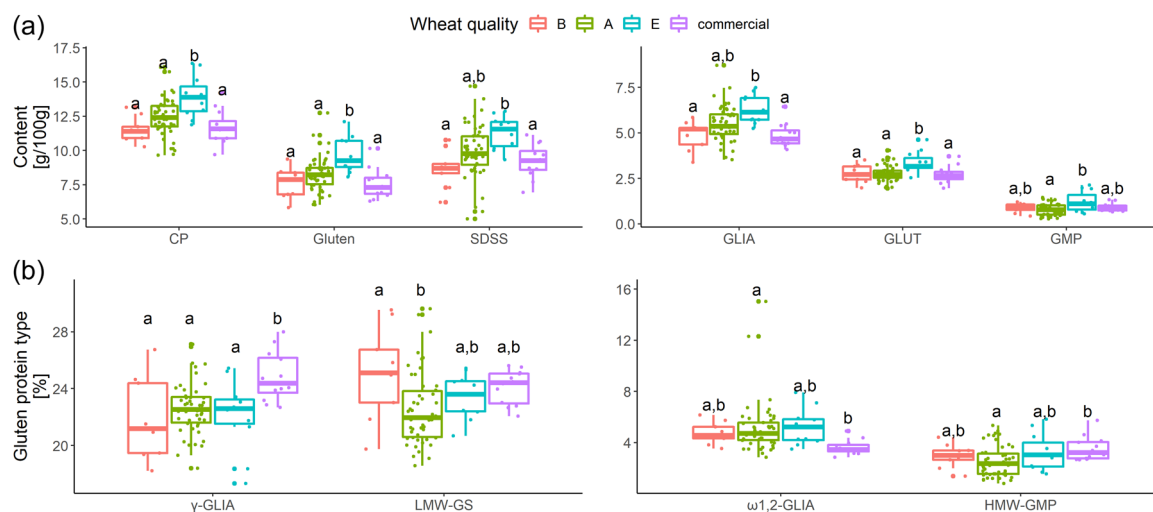 (a)
Wheat quality B A E commercial
Content
[g/100g]
17.5
15.0
12.5
10.0
7.5
5.0
a a b a
a b a
a a,b b a
CP Gluten SDSS
7.5
5.0
2.5
0.0
a a,b b a
a a b a
a,b a b a,b
GLIA GLUT GMP
(b)
Gluten protein type
[%]
28
24
20
a a a b
a b a,b a,b
γ-GLIA LMW-GS
16
12
8
4
a,b a a,b b
a,b a a,b b
ω1,2-GLIA HMW-GMP